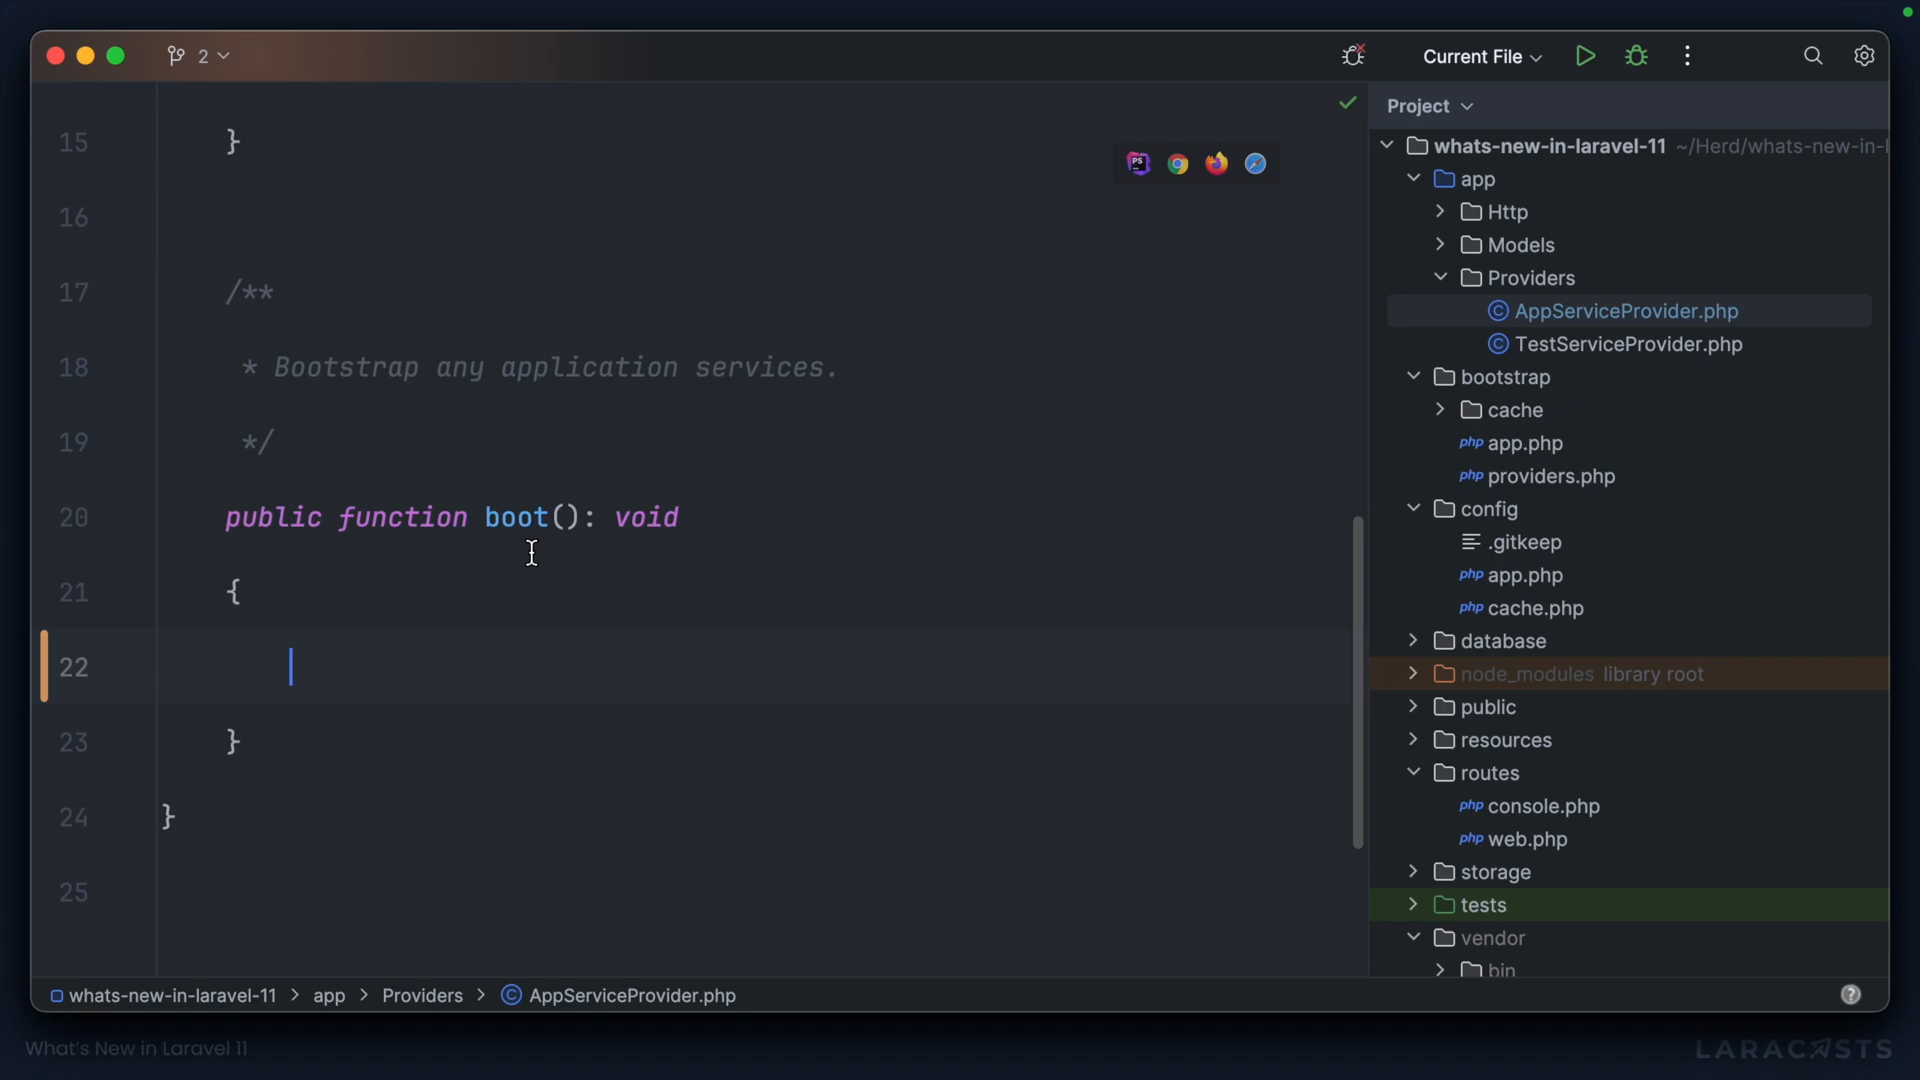 2
Current File
15 }
16
17 /**
18 * Bootstrap any application services.
19 */
20 public function boot(): void
21 {
22
23 }
24 }
25
PS
Project
whats-new-in-laravel-11 ~/Herd/whats-new-in-l
app
Http
Models
Providers
C AppServiceProvider.php
C TestServiceProvider.php
bootstrap
cache
php app.php
php providers.php
config
.gitkeep
php app.php
php cache.php
database
node_modules library root
public
resources
routes
php console.php
php web.php
storage
tests
vendor
bin
whats-new-in-laravel-11 > app > Providers > C AppServiceProvider.php
?
What's New in Laravel 11
LARACASTS